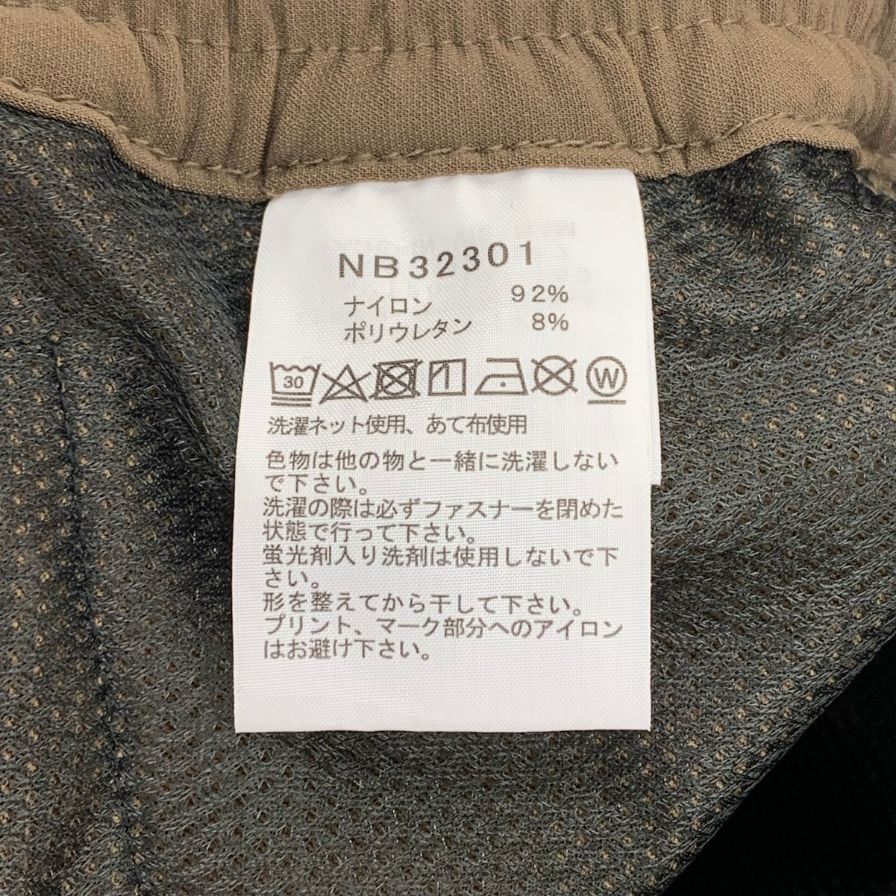 NB32301
ナイロン 92%
ポリウレタン 8%
30 W
洗濯ネット使用、あて布使用
色物は他の物と一緒に洗濯しない
で下さい。
洗濯の際は必ずファスナーを閉めた
状態で行って下さい。
蛍光剤入り洗剤は使用しないで下
さい。
形を整えてから干して下さい。
プリント、マーク部分へのアイロン
はお避け下さい。